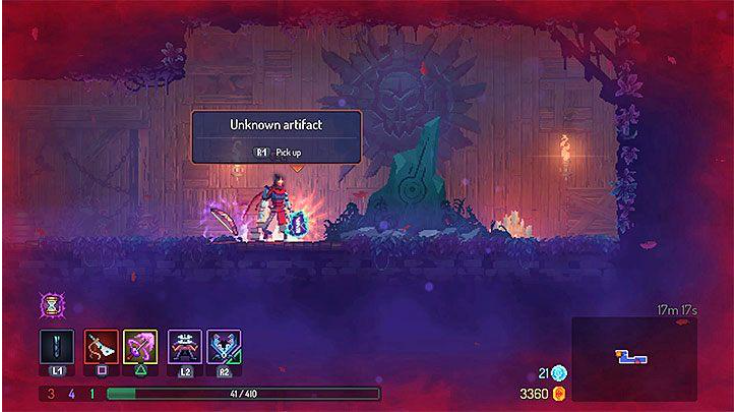 Unknown artifact
R1 Pick up
17m 17s
L1
L2
R2
21
3 4 1
41/410
3360